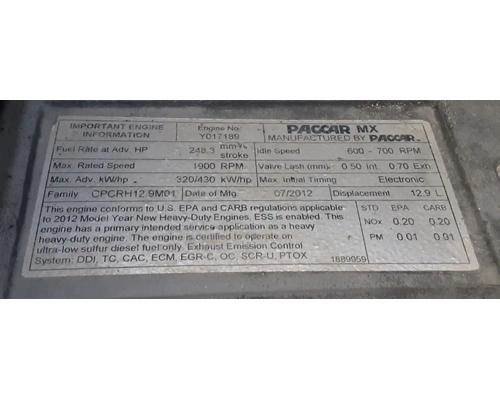 IMPORTANT ENGINE INFORMATION
Engine No. Y017189
PACCAR MX
MANUFACTURED BY PACCAR
Fuel Rate at Adv. HP 248.3 mm³/stroke Idle Speed 600 - 700 RPM
Max. Rated Speed 1900 RPM Valve Lash (mm) 0.50 Int. 0.70 Exh.
Max. Adv. kW/hp 320/430 kW/hp Max. Initial Timing Electronic
Family CPCRH12.9M01 Date of Mfg. 07/2012 Displacement 12.9 L
This engine conforms to U.S. EPA and CARB regulations applicable
to 2012 Model Year New Heavy-Duty Engines. ESS is enabled. This
engine has a primary intended service application as a heavy
heavy-duty engine. The engine is certified to operate on
ultra-low sulfur diesel fuel only. Exhaust Emission Control
System: DDI, TC, CAC, ECM, EGR-C, OC, SCR-U, PTOX
STD EPA CARB
NOx 0.20 0.20
PM 0.01 0.01
1889959